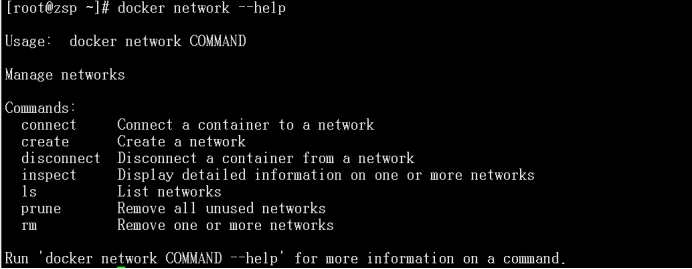 [root@zsp ~]# docker network --help
Usage:  docker network COMMAND
Manage networks
Commands:
  connect     Connect a container to a network
  create      Create a network
  disconnect  Disconnect a container from a network
  inspect     Display detailed information on one or more networks
  ls          List networks
  prune       Remove all unused networks
  rm          Remove one or more networks
Run 'docker network COMMAND --help' for more information on a command.